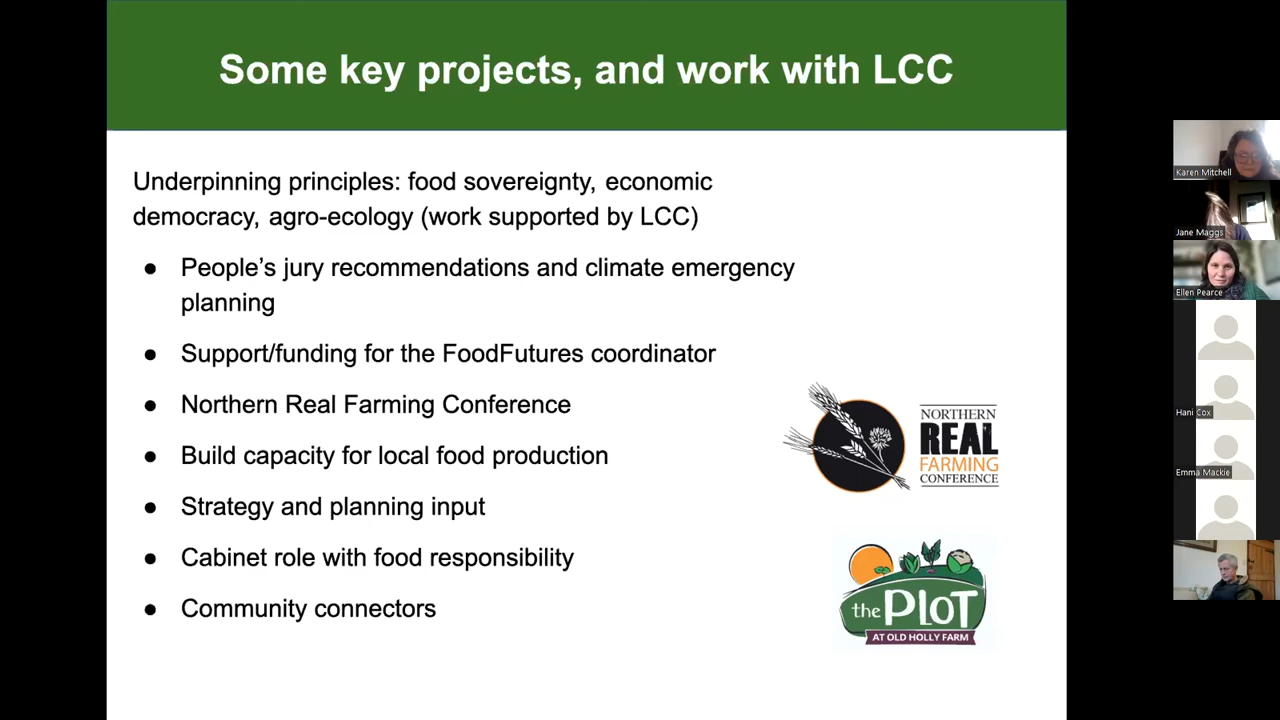 Some key projects, and work with LCC
Underpinning principles: food sovereignty, economic
democracy, agro-ecology (work supported by LCC)
● People’s jury recommendations and climate emergency
planning
● Support/funding for the FoodFutures coordinator
● Northern Real Farming Conference
● Build capacity for local food production
● Strategy and planning input
● Cabinet role with food responsibility
● Community connectors
NORTHERN
REAL
FARMING
CONFERENCE
the PLOT
AT OLD HOLLY FARM
Karen Mitchell
Jane Maggs
Ellen Pearce
Hani Cox
Emma Mackie